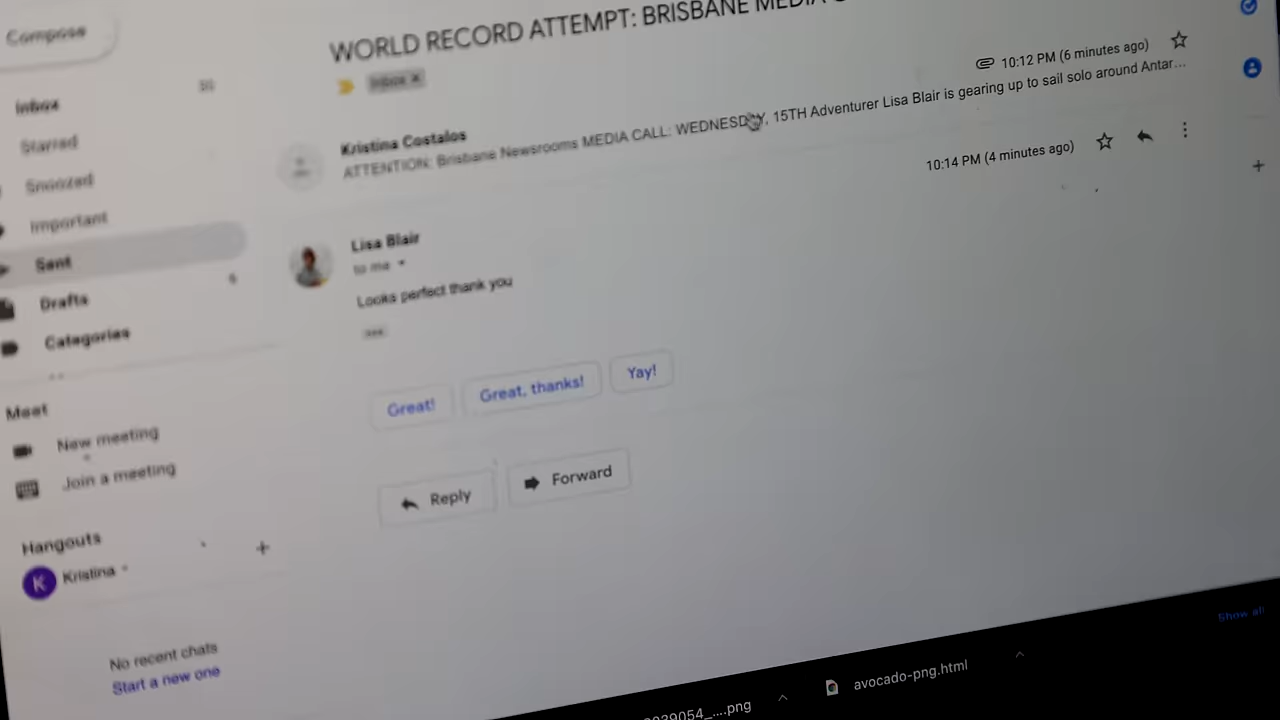 Compose
WORLD RECORD ATTEMPT: BRISBANE MEDIA
Inbox x
Inbox
Starred
Snoozed
Important
Sent
Drafts
Categories
Kristina Costalos
10:12 PM (6 minutes ago)
ATTENTION: Brisbane Newsrooms MEDIA CALL: WEDNESDAY, 15TH Adventurer Lisa Blair is gearing up to sail solo around Antar...
10:14 PM (4 minutes ago)
Lisa Blair
to me
Looks perfect thank you
...
Great!
Great, thanks!
Yay!
Reply
Forward
Meet
New meeting
Join a meeting
Hangouts
K
Kristina
No recent chats
Start a new one
Show all
avocado-png.html